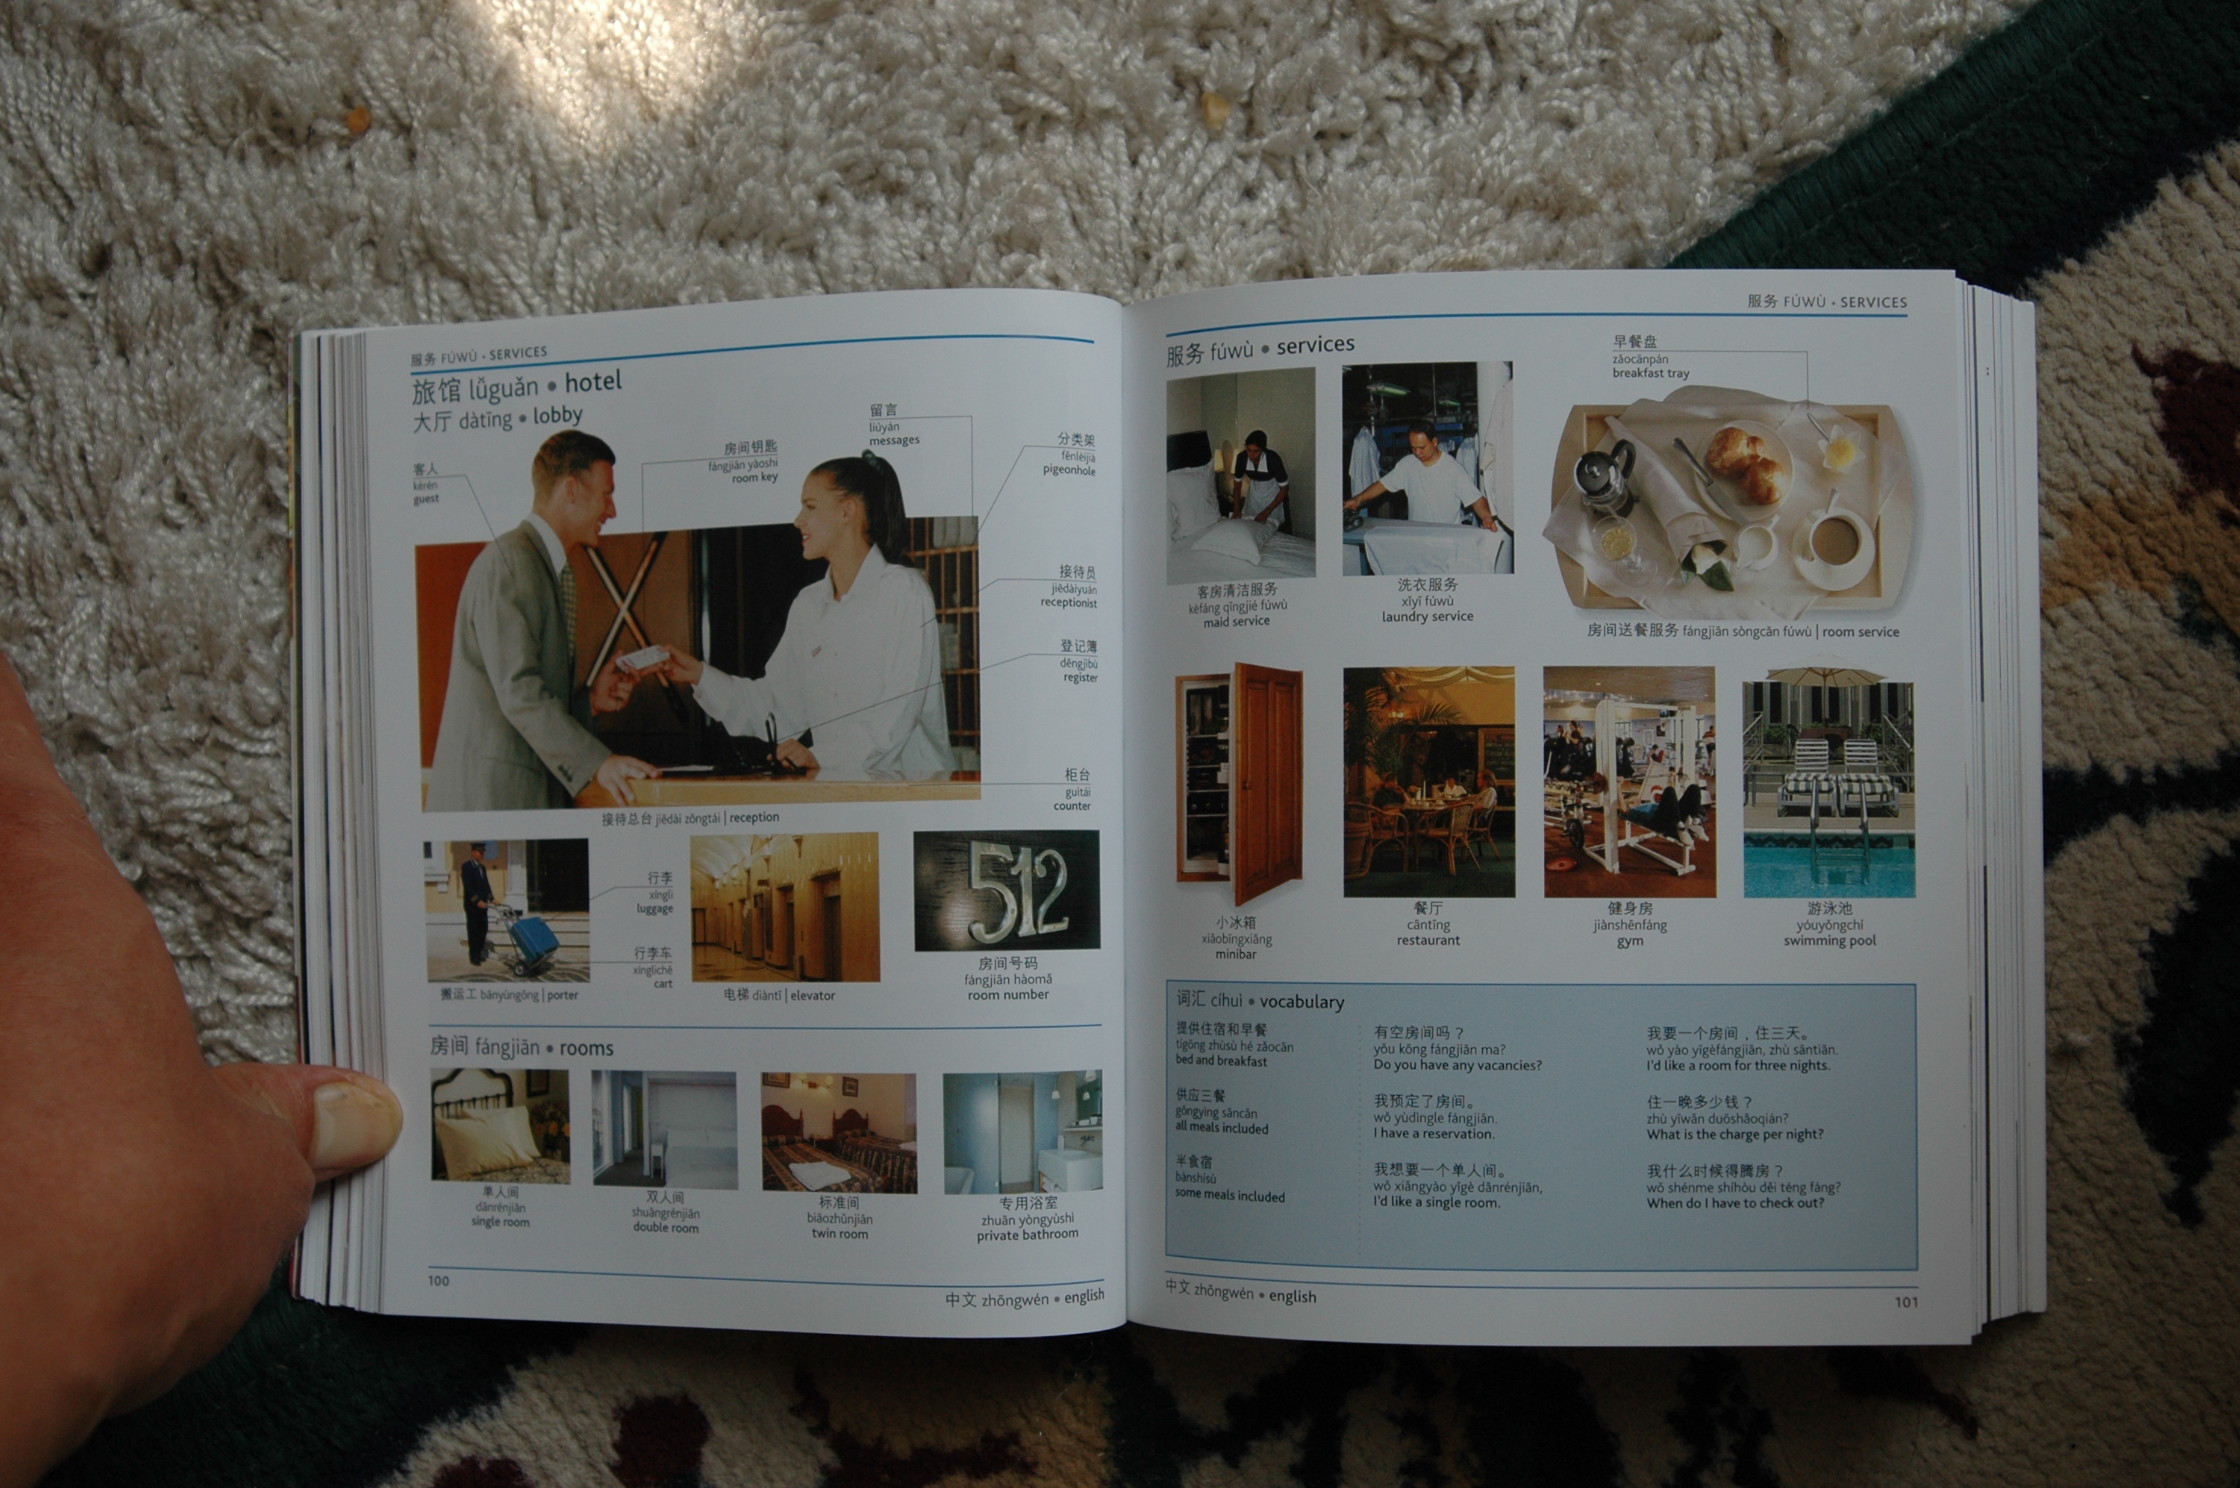 服务 FÚWÙ • SERVICES
旅馆 lǚguǎn • hotel
大厅 dàtīng • lobby
客人
kèrén
guest
房间钥匙
fángjiān yàoshi
room key
留言
liúyán
messages
分类架
fēnlèijià
pigeonhole
接待员
jiēdàiyuán
receptionist
登记簿
dēngjìbù
register
柜台
guìtái
counter
接待总台 jiēdài zǒngtái | reception
行李
xíngli
luggage
行李车
xínglichē
cart
搬运工 bānyùngōng | porter
电梯 diàntī | elevator
512
房间号码
fángjiān hàomǎ
room number
房间 fángjiān • rooms
单人间
dānrénjiān
single room
双人间
shuāngrénjiān
double room
标准间
biāozhǔnjiān
twin room
专用浴室
zhuān yòngyùshì
private bathroom
100
中文 zhōngwén • english
服务 FÚWÙ • SERVICES
服务 fúwù • services
客房清洁服务
kèfáng qīngjié fúwù
maid service
洗衣服务
xǐyī fúwù
laundry service
早餐盘
zǎocānpán
breakfast tray
房间送餐服务 fángjiān sòngcān fúwù | room service
小冰箱
xiǎobīngxiāng
minibar
餐厅
cāntīng
restaurant
健身房
jiànshēnfáng
gym
游泳池
yóuyǒngchí
swimming pool
词汇 cíhuì • vocabulary
提供住宿和早餐
tígōng zhùsù hé zǎocān
bed and breakfast
供应三餐
gōngyìng sāncān
all meals included
半食宿
bànshísù
some meals included
有空房间吗？
yǒu kōng fángjiān ma?
Do you have any vacancies?
我预定了房间。
wǒ yùdìngle fángjiān.
I have a reservation.
我想要一个单人间。
wǒ xiǎngyào yīgè dānrénjiān,
I'd like a single room.
我要一个房间，住三天。
wǒ yào yīgèfángjiān, zhù sāntiān.
I'd like a room for three nights.
住一晚多少钱？
zhù yīwǎn duōshǎoqián?
What is the charge per night?
我什么时候得腾房？
wǒ shénme shíhòu děi téng fáng?
When do I have to check out?
中文 zhōngwén • english
101